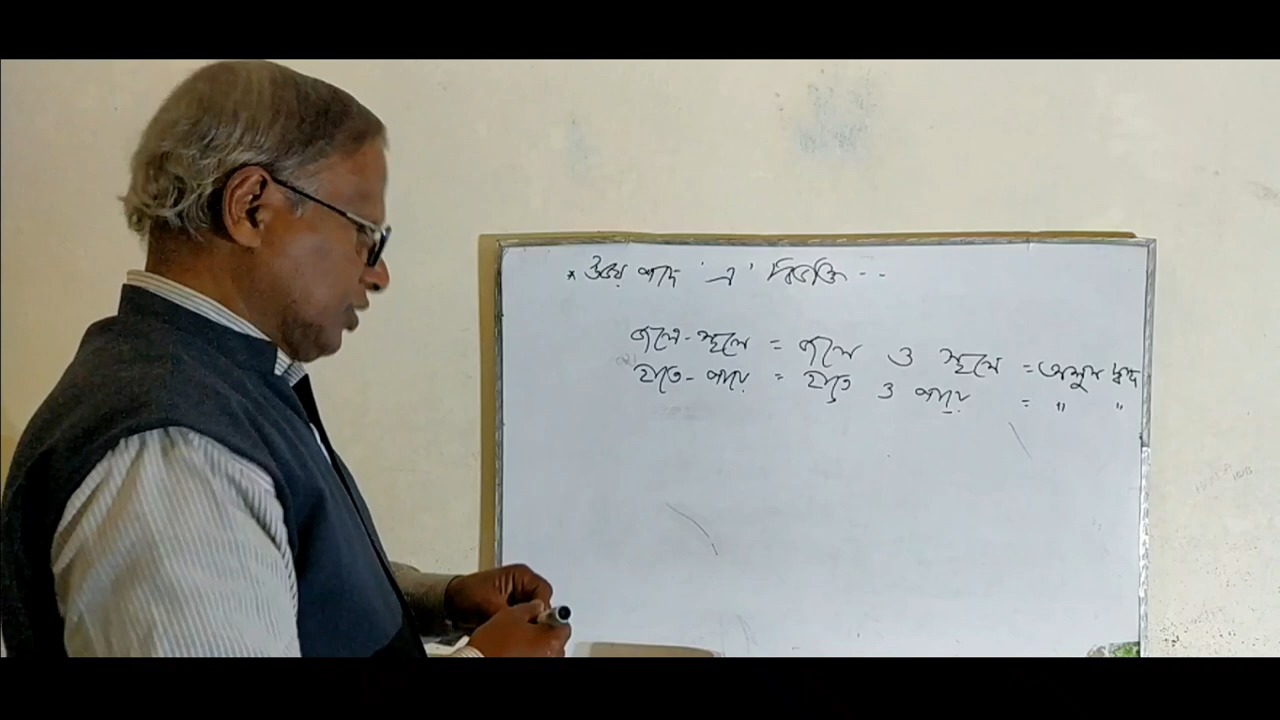 * উভয় পদে 'এ' বিভক্তি --
জলে-স্থলে = জলে ও স্থলে = অলুক দ্বন্দ্ব
হাতে-পায়ে = হাতে ও পায়ে = " "